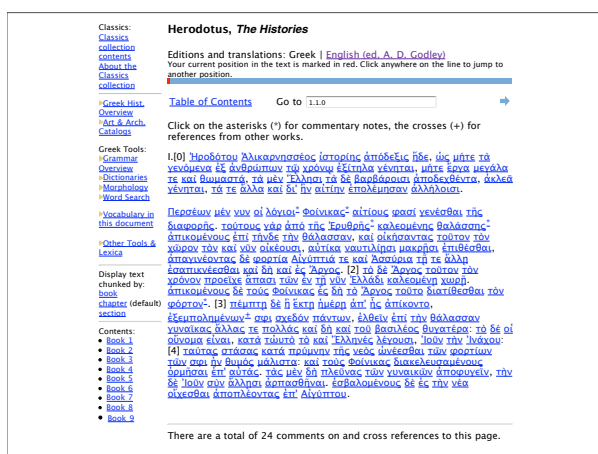 Classics:
Classics
collection
contents
About the
Classics
collection
Greek Hist.
Overview
Art & Arch.
Catalogs
Greek Tools:
Grammar
Overview
Dictionaries
Morphology
Word Search
Vocabulary in
this document
Other Tools &
Lexica
Display text
chunked by:
book
chapter (default)
section
Contents:
Book 1
Book 2
Book 3
Book 4
Book 5
Book 6
Book 7
Book 8
Book 9
Herodotus, The Histories
Editions and translations: Greek | English (ed. A. D. Godley)
Your current position in the text is marked in red. Click anywhere on the line to jump to
another position.
Table of Contents Go to 1.1.0
Click on the asterisks (*) for commentary notes, the crosses (+) for
references from other works.
I.[0] Ἡροδότου Ἁλικαρνησσέος ἱστορίης ἀπόδεξις ἥδε, ὡς μήτε τὰ
γενόμενα ἐξ ἀνθρώπων τῷ χρόνῳ ἐξίτηλα γένηται, μήτε ἔργα μεγάλα
τε καὶ θωμαστά, τὰ μὲν Ἕλλησι τὰ δὲ βαρβάροισι ἀποδεχθέντα, ἀκλεᾶ
γένηται, τά τε ἄλλα καὶ δι' ἣν αἰτίην ἐπολέμησαν ἀλλήλοισι.
Περσέων μέν νυν οἱ λόγιοι* Φοίνικας* αἰτίους φασὶ γενέσθαι τῆς
διαφορῆς. τούτους γάρ ἀπὸ τῆς Ἐρυθρῆς* καλεομένης θαλάσσης*
ἀπικομένους ἐπὶ τήνδε τὴν θάλασσαν, καὶ οἰκήσαντας τοῦτον τὸν
χῶρον τὸν καὶ νῦν οἰκέουσι, αὐτίκα ναυτιλίῃσι μακρῇσι ἐπιθέσθαι,
ἀπαγινέοντας δὲ φορτία Αἰγύπτιά τε καὶ Ἀσσύρια τῇ τε ἄλλῃ
ἐσαπικνέεσθαι καὶ δὴ καὶ ἐς Ἄργος. [2] τὸ δὲ Ἄργος τοῦτον τὸν
χρόνον προεῖχε ἅπασι τῶν ἐν τῇ νῦν Ἑλλάδι καλεομένῃ χωρῇ.
ἀπικομένους δὲ τοὺς Φοίνικας ἐς δὴ τὸ Ἄργος τοῦτο διατίθεσθαι τὸν
φόρτον*. [3] πέμπτῃ δὲ ἢ ἕκτῃ ἡμέρῃ ἀπ' ἧς ἀπίκοντο,
ἐξεμπολημένων+ σφι σχεδόν πάντων, ἐλθεῖν ἐπὶ τὴν θάλασσαν
γυναῖκας ἄλλας τε πολλάς καὶ δὴ καὶ τοῦ βασιλέος θυγατέρα: τὸ δέ οἱ
οὔνομα εἶναι, κατὰ τὠυτὸ τὸ καὶ Ἕλληνές λέγουσι, Ἰοῦν τὴν Ἰνάχου:
[4] ταύτας στάσας κατά πρύμνην τῆς νεὸς ὠνέεσθαι τῶν φορτίων
τῶν σφι ἦν θυμός μάλιστα: καὶ τοὺς Φοίνικας διακελευσαμένους
ὁρμῆσαι ἐπ' αὐτάς. τὰς μὲν δὴ πλεῦνας τῶν γυναικῶν ἀποφυγεῖν, τὴν
δὲ Ἰοῦν σὺν ἄλλῃσι ἁρπασθῆναι. ἐσβαλομένους δὲ ἐς τὴν νέα
οἴχεσθαι ἀποπλέοντας ἐπ' Αἰγύπτου.
There are a total of 24 comments on and cross references to this page.